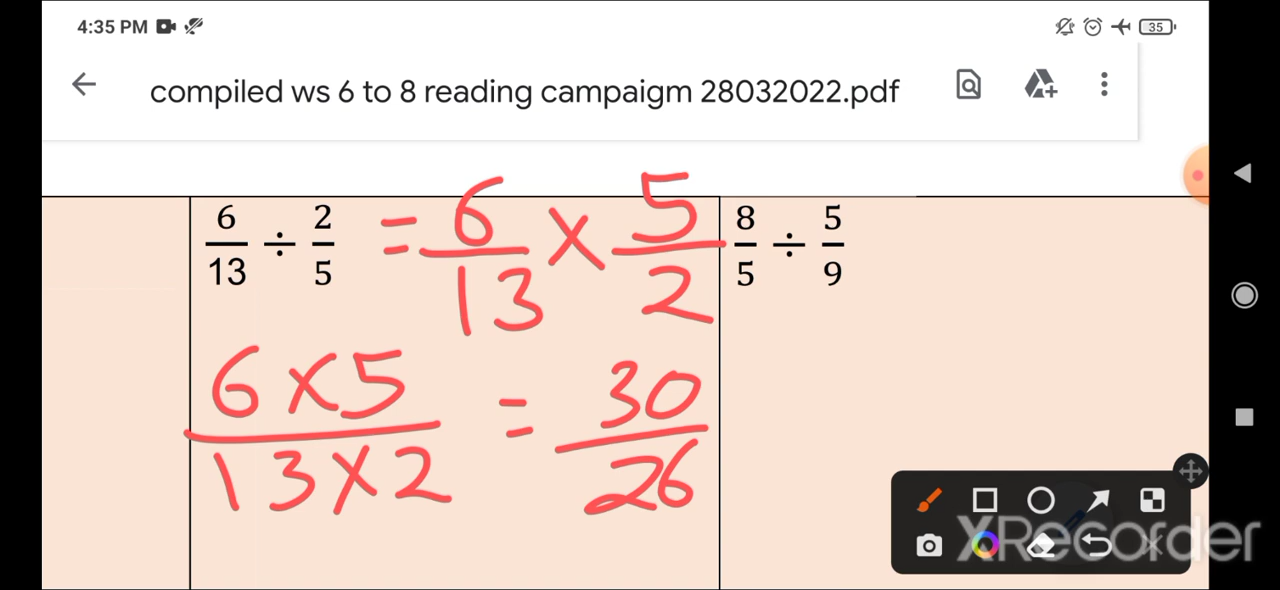 4:35 PM 35
compiled ws 6 to 8 reading campaigm 28032022.pdf
6/13 ÷ 2/5 = 6/13 × 5/2
6×5/13×2 = 30/26
8/5 ÷ 5/9
XRecorder